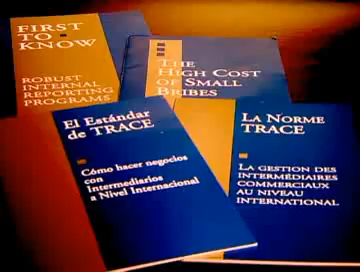 FIRST
TO
KNOW
ROBUST
INTERNAL
REPORTING
PROGRAMS
THE
HIGH COST
OF SMALL
BRIBES
El Estándar
de TRACE
Cómo hacer negocios
con
Intermediarios
a Nivel Internacional
La Norme
TRACE
LA GESTION DES
INTERMÉDIAIRES
COMMERCIAUX
AU NIVEAU
INTERNATIONAL